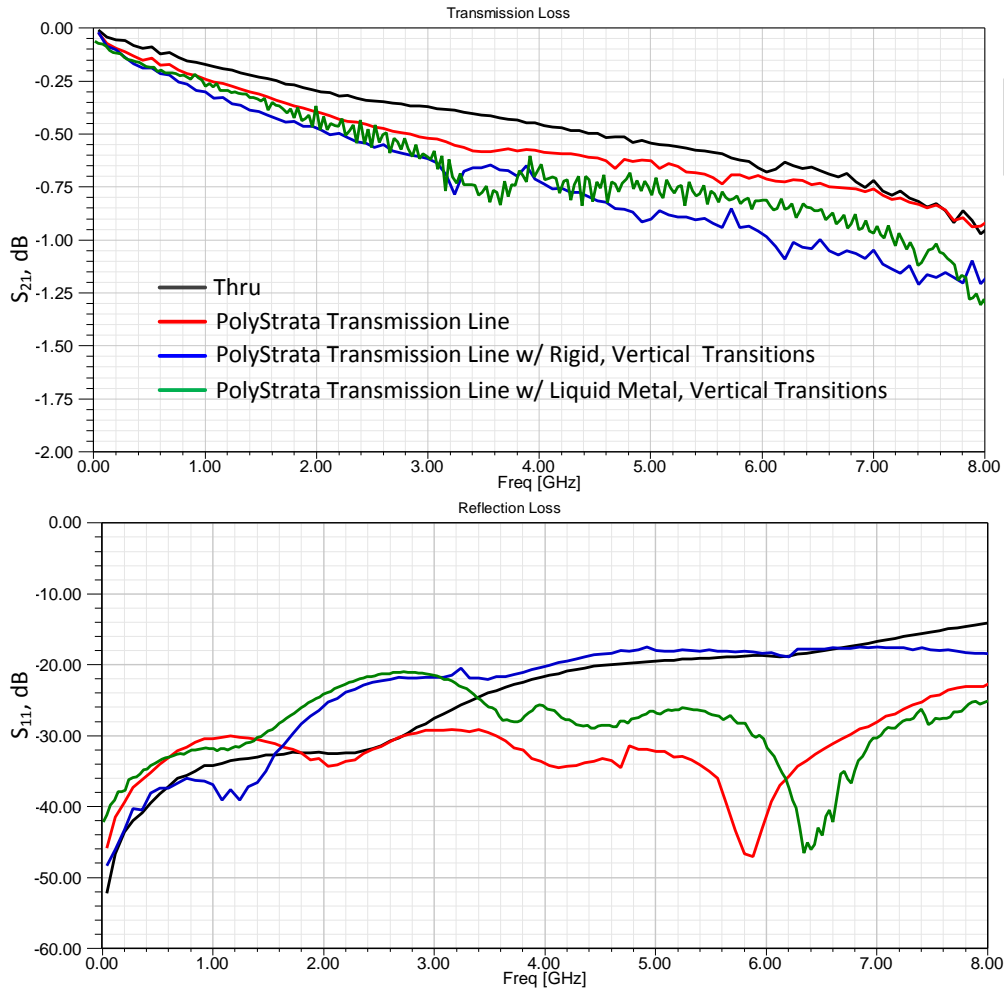 Transmission Loss
0.00
-0.25
-0.50
-0.75
-1.00
-1.25
-1.50
-1.75
-2.00
S21, dB
Thru
PolyStrata Transmission Line
PolyStrata Transmission Line w/ Rigid, Vertical Transitions
PolyStrata Transmission Line w/ Liquid Metal, Vertical Transitions
0.00 1.00 2.00 3.00 4.00 5.00 6.00 7.00 8.00
Freq [GHz]
Reflection Loss
0.00
-10.00
-20.00
-30.00
-40.00
-50.00
-60.00
S11, dB
0.00 1.00 2.00 3.00 4.00 5.00 6.00 7.00 8.00
Freq [GHz]